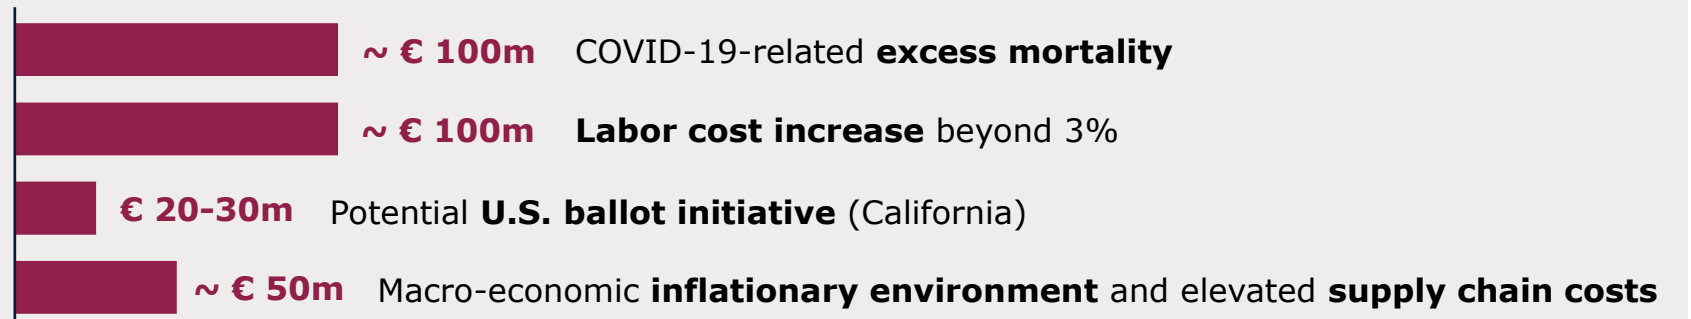 ~ € 100m COVID-19-related excess mortality
~ € 100m Labor cost increase beyond 3%
€ 20-30m Potential U.S. ballot initiative (California)
~ € 50m Macro-economic inflationary environment and elevated supply chain costs